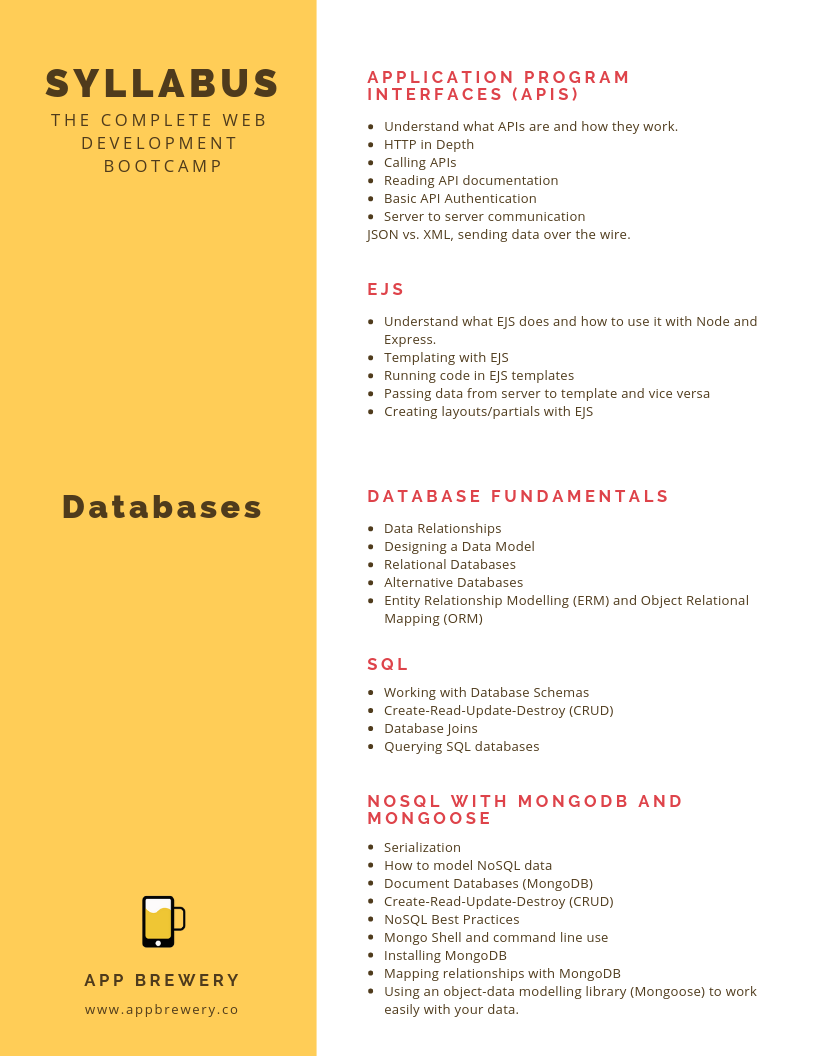 SYLLABUS
THE COMPLETE WEB
DEVELOPMENT
BOOTCAMP
APPLICATION PROGRAM
INTERFACES (APIS)
• Understand what APIs are and how they work.
• HTTP in Depth
• Calling APIs
• Reading API documentation
• Basic API Authentication
• Server to server communication
JSON vs. XML, sending data over the wire.
EJS
• Understand what EJS does and how to use it with Node and
Express.
• Templating with EJS
• Running code in EJS templates
• Passing data from server to template and vice versa
• Creating layouts/partials with EJS
Databases
DATABASE FUNDAMENTALS
• Data Relationships
• Designing a Data Model
• Relational Databases
• Alternative Databases
• Entity Relationship Modelling (ERM) and Object Relational
Mapping (ORM)
SQL
• Working with Database Schemas
• Create-Read-Update-Destroy (CRUD)
• Database Joins
• Querying SQL databases
NOSQL WITH MONGODB AND
MONGOOSE
• Serialization
• How to model NoSQL data
• Document Databases (MongoDB)
• Create-Read-Update-Destroy (CRUD)
• NoSQL Best Practices
• Mongo Shell and command line use
• Installing MongoDB
• Mapping relationships with MongoDB
• Using an object-data modelling library (Mongoose) to work
easily with your data.
APP BREWERY
www.appbrewery.co